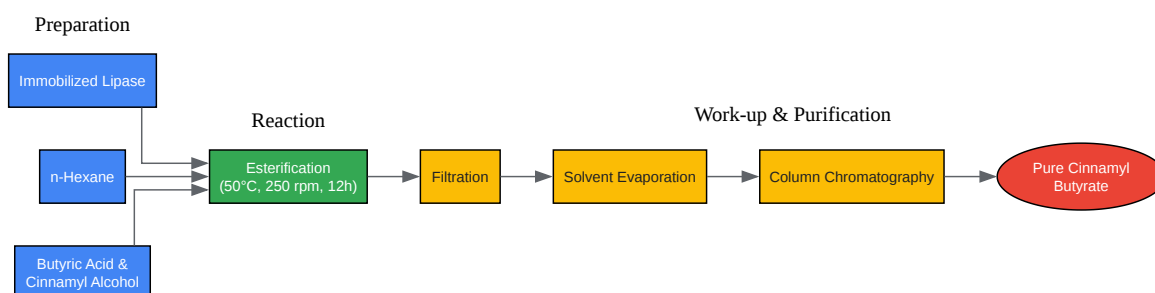 Preparation
Immobilized Lipase
Reaction
Work-up & Purification
n-Hexane
Esterification
(50°C, 250 rpm, 12h)
Filtration
Solvent Evaporation
Column Chromatography
Pure Cinnamyl
Butyrate
Butyric Acid &
Cinnamyl Alcohol